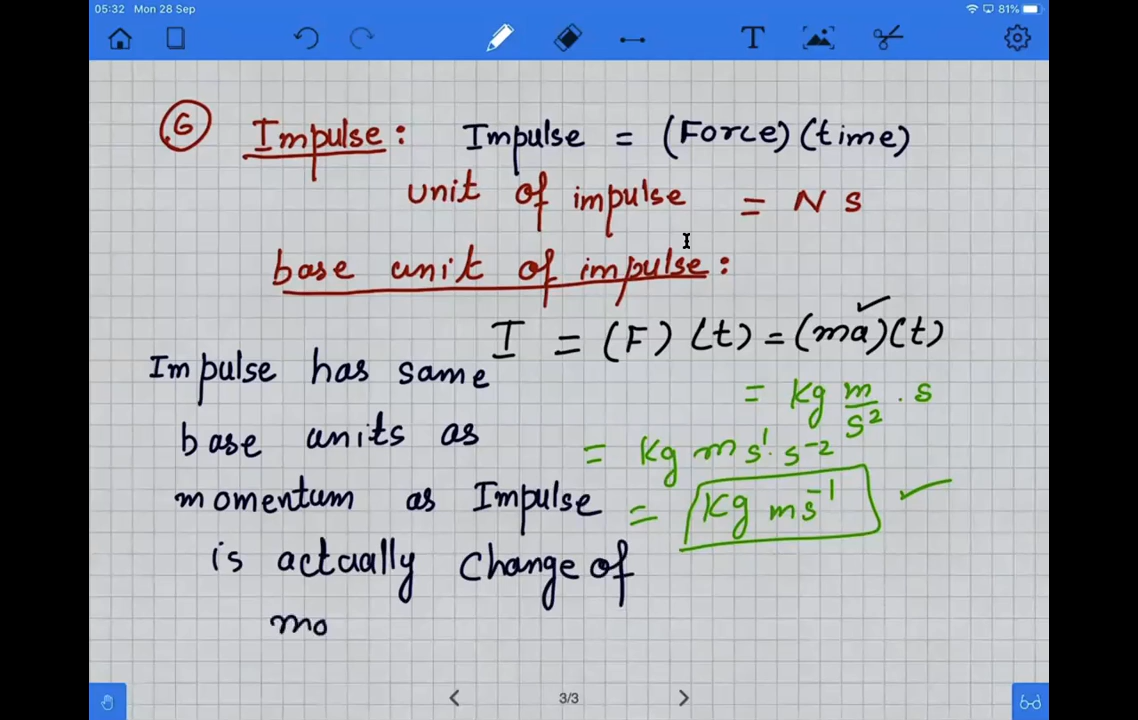 05:32 Mon 28 Sep 81%
T
6 Impulse: Impulse = (Force)(time)
unit of impulse = N s
base unit of impulse:
I = (F) (t) = (ma)(t)
= kg m/s² . s
= kg m s¹. s⁻²
= kg ms⁻¹
Impulse has same
base units as
momentum as Impulse
is actually change of
mo
3/3